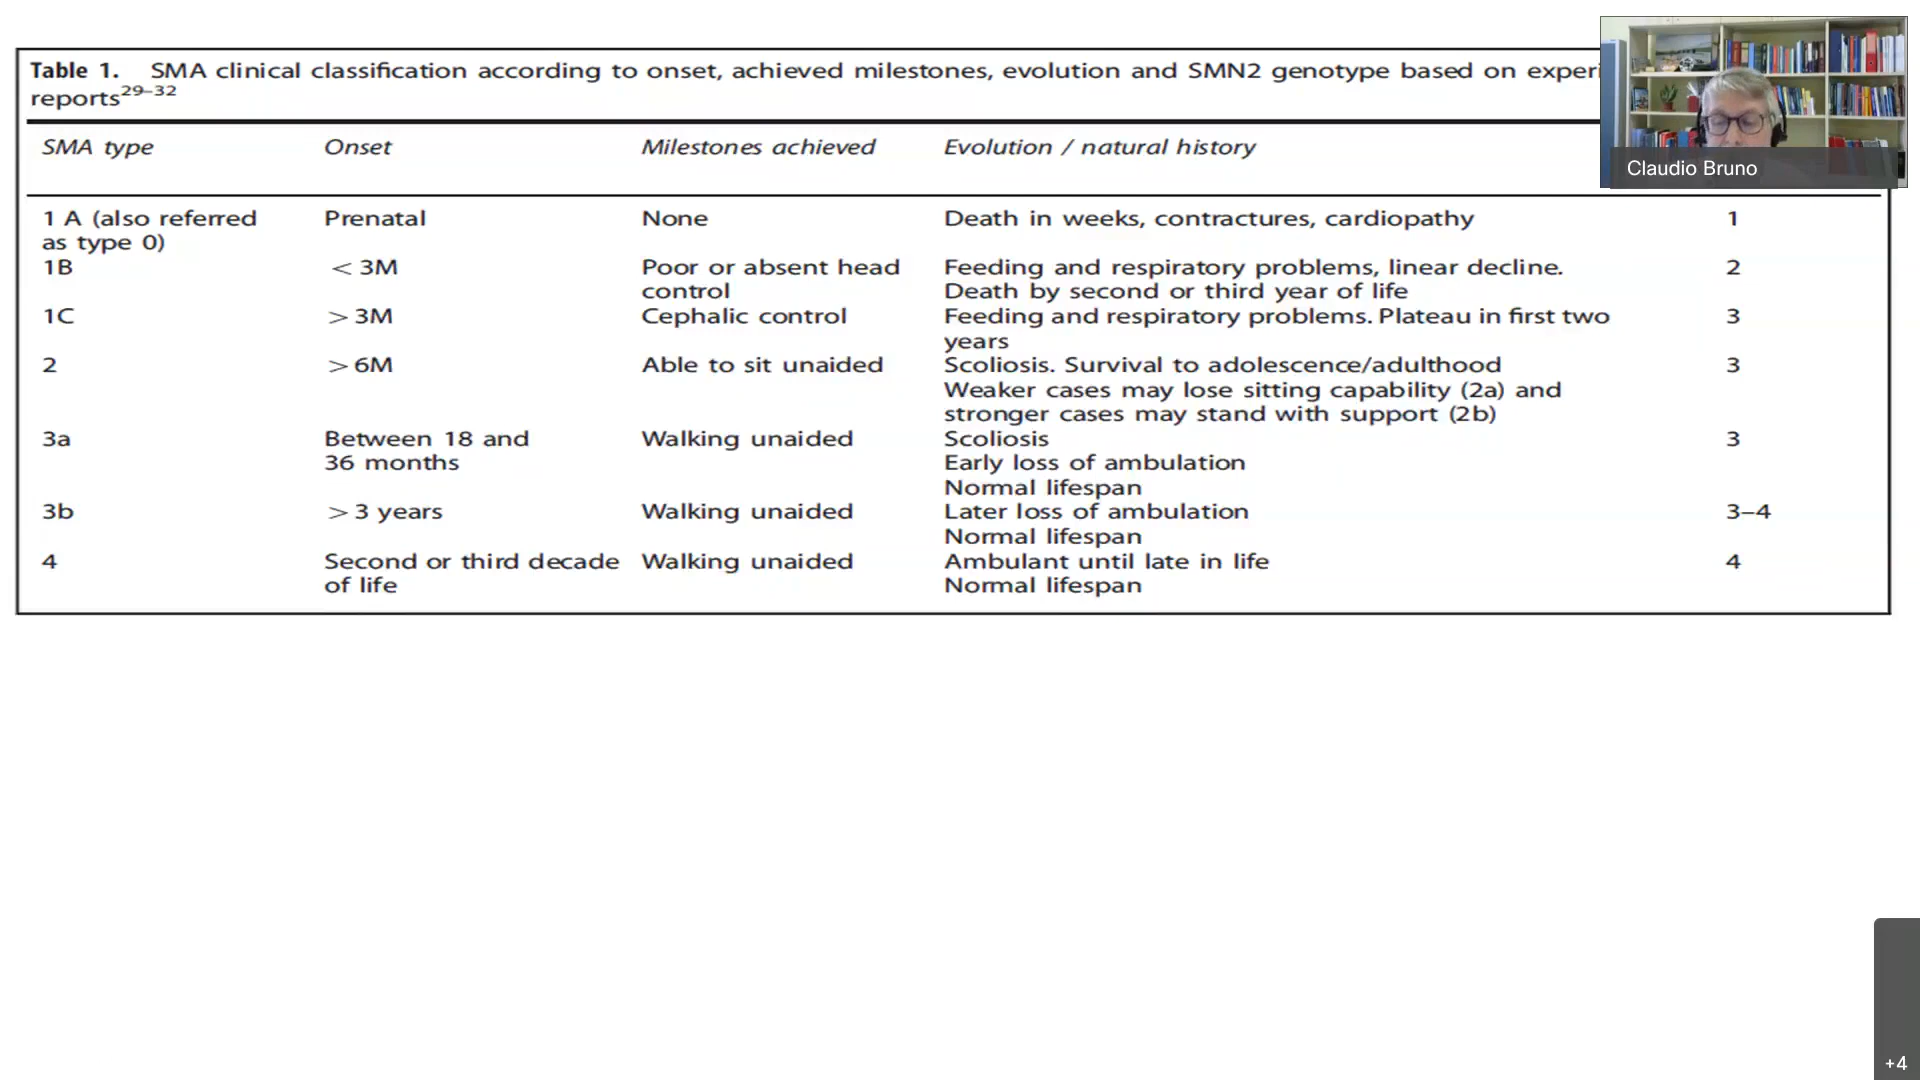 Table 1. SMA clinical classification according to onset, achieved milestones, evolution and SMN2 genotype based on
reports29–32
SMA type Onset Milestones achieved Evolution / natural history
1 A (also referred Prenatal None Death in weeks, contractures, cardiopathy 1
as type 0)
1B < 3M Poor or absent head Feeding and respiratory problems, linear decline. 2
control Death by second or third year of life
1C > 3M Cephalic control Feeding and respiratory problems. Plateau in first two 3
years
2 > 6M Able to sit unaided Scoliosis. Survival to adolescence/adulthood 3
Weaker cases may lose sitting capability (2a) and
stronger cases may stand with support (2b)
3a Between 18 and Walking unaided Scoliosis 3
36 months Early loss of ambulation
Normal lifespan
3b > 3 years Walking unaided Later loss of ambulation 3–4
Normal lifespan
4 Second or third decade Walking unaided Ambulant until late in life 4
of life Normal lifespan
Claudio Bruno
+4